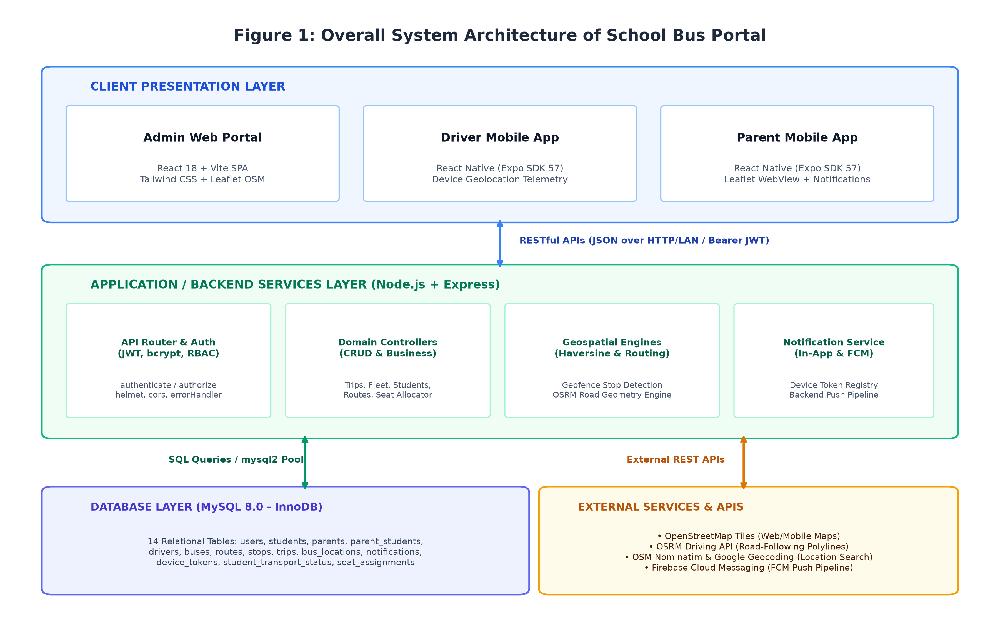 Figure 1: Overall System Architecture of School Bus Portal
CLIENT PRESENTATION LAYER
Admin Web Portal
React 18 + Vite SPA
Tailwind CSS + Leaflet OSM
Driver Mobile App
React Native (Expo SDK 57)
Device Geolocation Telemetry
Parent Mobile App
React Native (Expo SDK 57)
Leaflet WebView + Notifications
RESTful APIs (JSON over HTTP/LAN / Bearer JWT)
APPLICATION / BACKEND SERVICES LAYER (Node.js + Express)
API Router & Auth
(JWT, bcrypt, RBAC)
authenticate / authorize
helmet, cors, errorHandler
Domain Controllers
(CRUD & Business)
Trips, Fleet, Students,
Routes, Seat Allocator
Geospatial Engines
(Haversine & Routing)
Geofence Stop Detection
OSRM Road Geometry Engine
Notification Service
(In-App & FCM)
Device Token Registry
Backend Push Pipeline
SQL Queries / mysql2 Pool
External REST APIs
DATABASE LAYER (MySQL 8.0 - InnoDB)
14 Relational Tables: users, students, parents, parent_students,
drivers, buses, routes, stops, trips, bus_locations, notifications,
device_tokens, student_transport_status, seat_assignments
EXTERNAL SERVICES & APIS
• OpenStreetMap Tiles (Web/Mobile Maps)
• OSRM Driving API (Road-Following Polylines)
• OSM Nominatim & Google Geocoding (Location Search)
• Firebase Cloud Messaging (FCM Push Pipeline)